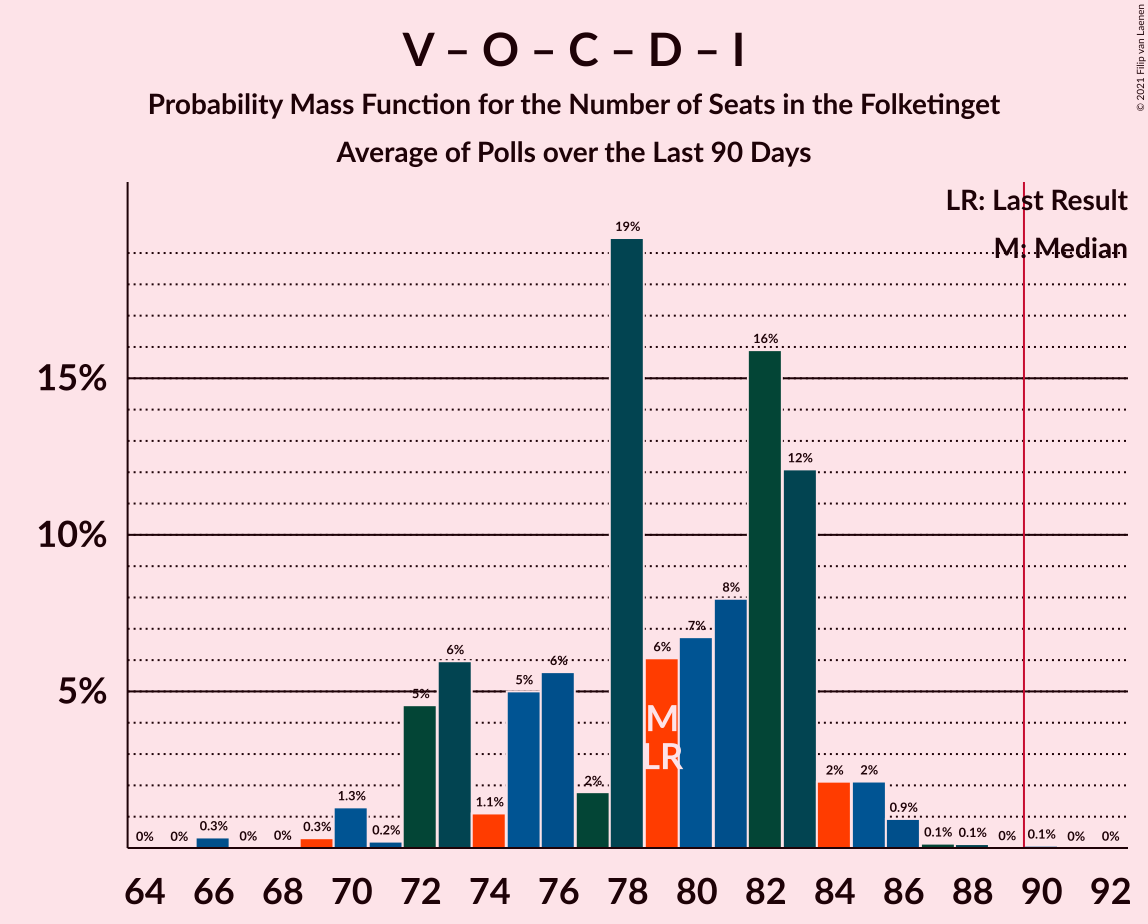 V – O – C – D – I
Probability Mass Function for the Number of Seats in the Folketinget
Average of Polls over the Last 90 Days
© 2021 Filip van Laenen
LR: Last Result
M: Median
19%
16%
15%
12%
10%
8%
7%
6%
6%
6%
5%
5%
5%
M
LR
2%
2%
2%
1.3%
1.1%
0.9%
0% 0% 0.3% 0% 0% 0.3% 0.2% 0.1% 0.1% 0% 0.1% 0% 0%
64 66 68 70 72 74 76 78 80 82 84 86 88 90 92